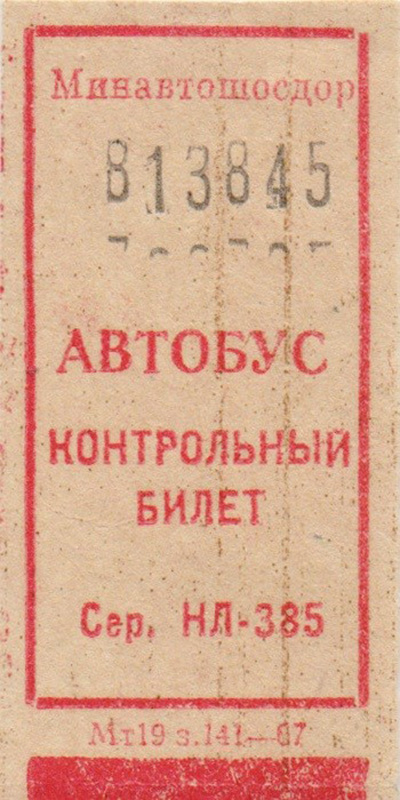 Минавтошосдор
813845
АВТОБУС
КОНТРОЛЬНЫЙ
БИЛЕТ
Сер. НЛ-385
Мт19 з.141—67